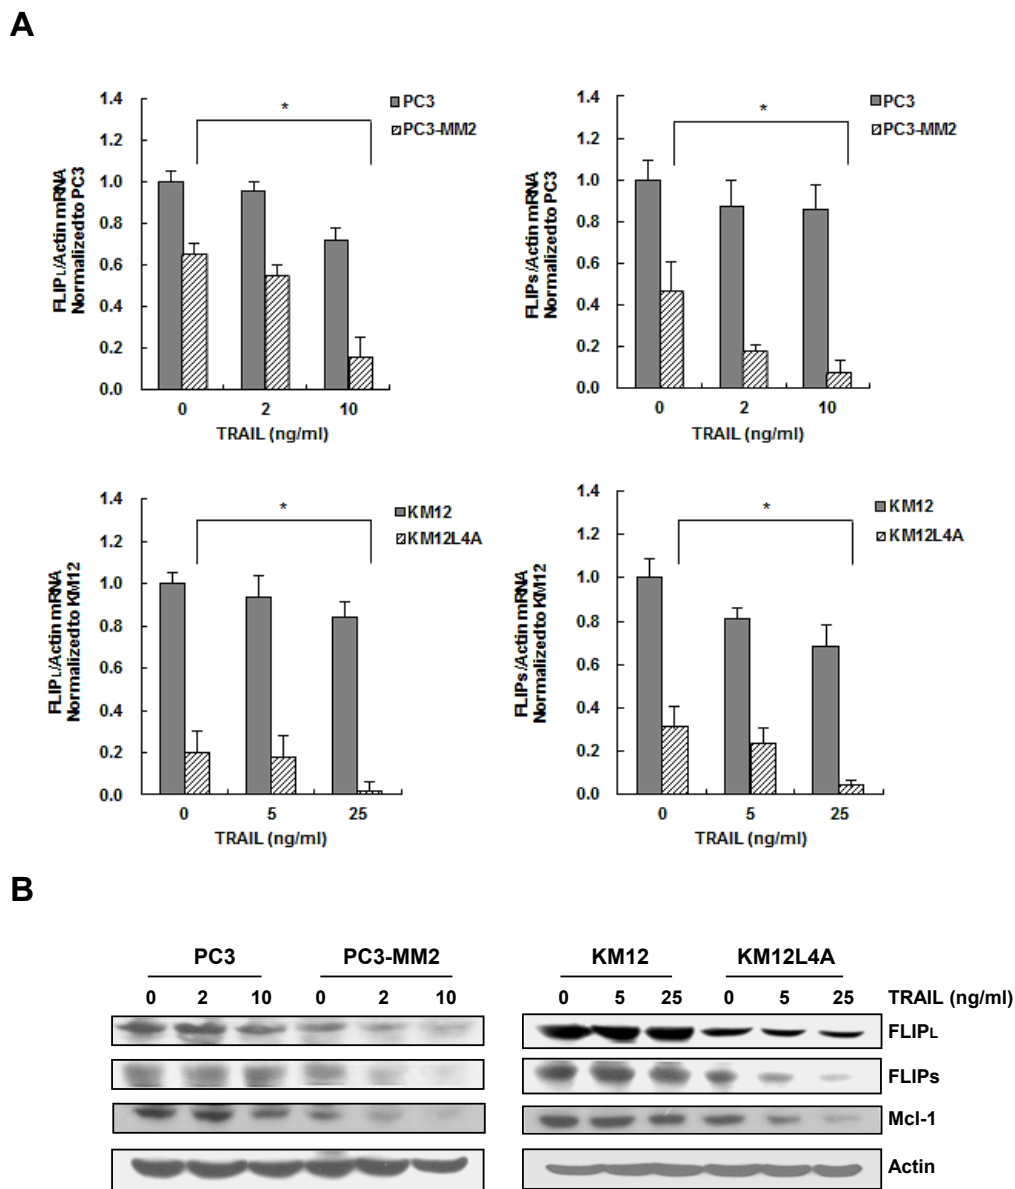 A
1.4
1.2
1.0
0.8
0.6
0.4
0.2
0.0
FLIPL/Actin mRNA
Normalized to PC3
*
PC3
PC3-MM2
0 2 10
TRAIL (ng/ml)
1.4
1.2
1.0
0.8
0.6
0.4
0.2
0.0
FLIPs/Actin mRNA
Normalized to PC3
*
PC3
PC3-MM2
0 2 10
TRAIL (ng/ml)
1.4
1.2
1.0
0.8
0.6
0.4
0.2
0.0
FLIPL/Actin mRNA
Normalized to KM12
*
KM12
KM12L4A
0 5 25
TRAIL (ng/ml)
1.4
1.2
1.0
0.8
0.6
0.4
0.2
0.0
FLIPs/Actin mRNA
Normalized to KM12
*
KM12
KM12L4A
0 5 25
TRAIL (ng/ml)
B
PC3 PC3-MM2 KM12 KM12L4A
0 2 10 0 2 10 0 5 25 0 5 25 TRAIL (ng/ml)
FLIPL
FLIPs
Mcl-1
Actin